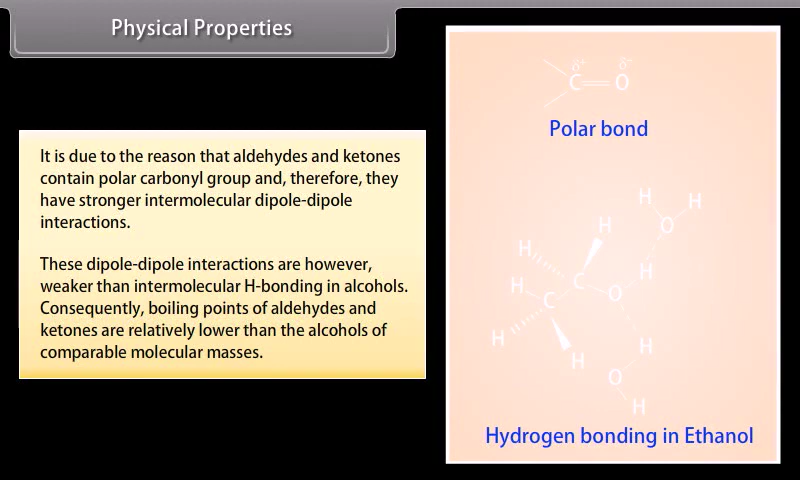 Physical Properties
It is due to the reason that aldehydes and ketones
contain polar carbonyl group and, therefore, they
have stronger intermolecular dipole-dipole
interactions.
These dipole-dipole interactions are however,
weaker than intermolecular H-bonding in alcohols.
Consequently, boiling points of aldehydes and
ketones are relatively lower than the alcohols of
comparable molecular masses.
δ+ δ-
C O
Polar bond
H H
O
H
H
H
C
H
C O
H
H
H
O
H
Hydrogen bonding in Ethanol